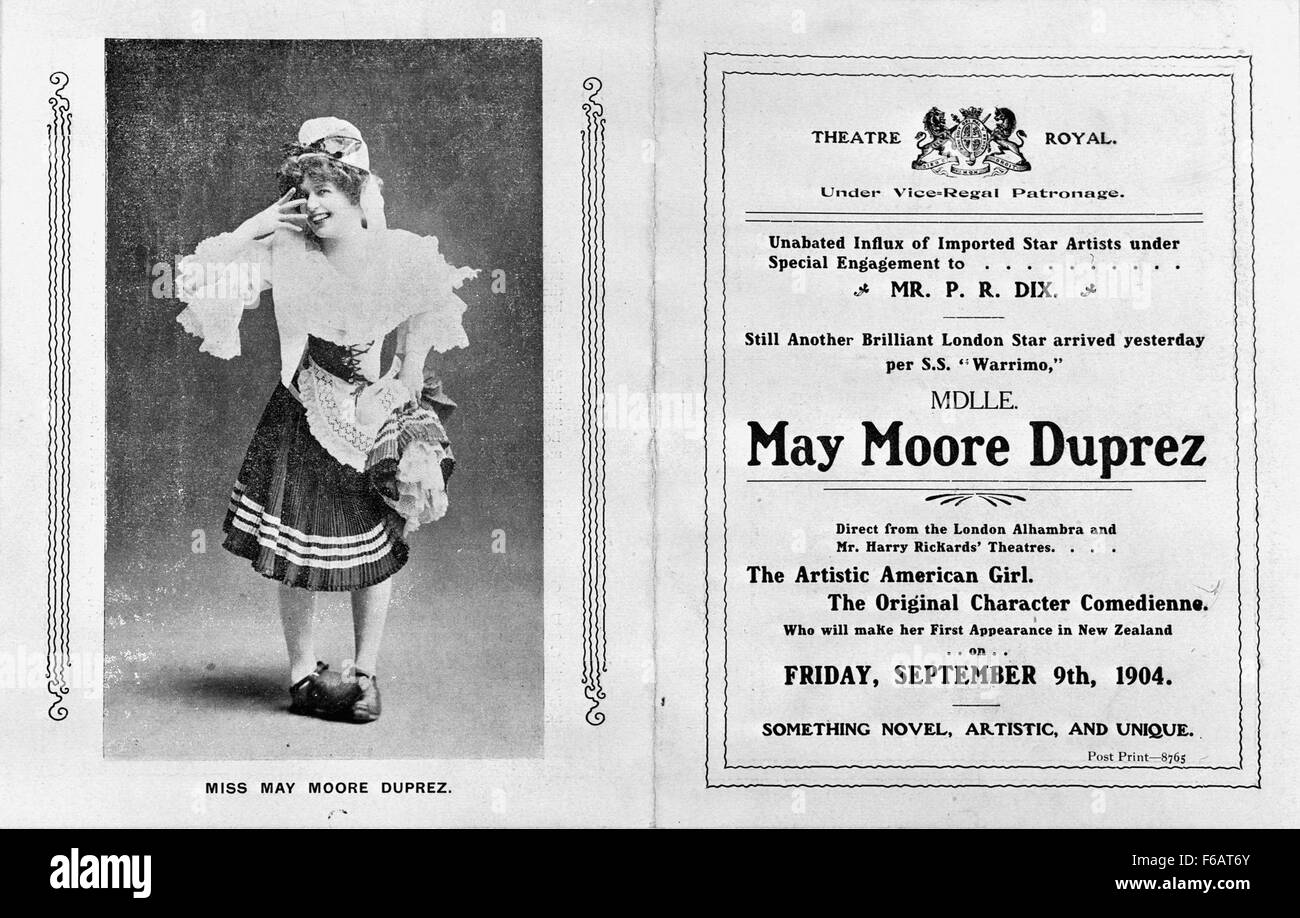 MISS MAY MOORE DUPREZ.
THEATRE ROYAL.
Under Vice=Regal Patronage.
Unabated Influx of Imported Star Artists under
Special Engagement to . . . . . . . . . .
MR. P. R. DIX.
Still Another Brilliant London Star arrived yesterday
per S.S. "Warrimo,"
MDLLE.
May Moore Duprez
Direct from the London Alhambra and
Mr. Harry Rickards' Theatres. . . .
The Artistic American Girl.
The Original Character Comedienne.
Who will make her First Appearance in New Zealand
. . on . .
FRIDAY, SEPTEMBER 9th, 1904.
SOMETHING NOVEL, ARTISTIC, AND UNIQUE.
Post Print—8765
alamy
Image ID: F6AT6Y
www.alamy.com